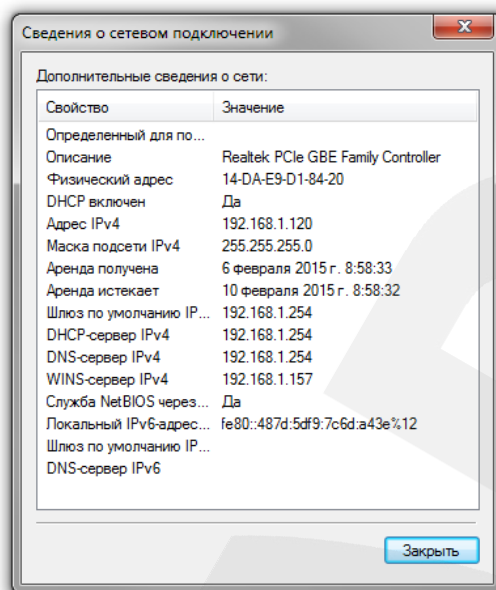 Сведения о сетевом подключении
Дополнительные сведения о сети:
Свойство Значение
Определенный для по...
Описание Realtek PCIe GBE Family Controller
Физический адрес 14-DA-E9-D1-84-20
DHCP включен Да
Адрес IPv4 192.168.1.120
Маска подсети IPv4 255.255.255.0
Аренда получена 6 февраля 2015 г. 8:58:33
Аренда истекает 10 февраля 2015 г. 8:58:32
Шлюз по умолчанию IP... 192.168.1.254
DHCP-сервер IPv4 192.168.1.254
DNS-сервер IPv4 192.168.1.254
WINS-сервер IPv4 192.168.1.157
Служба NetBIOS через... Да
Локальный IPv6-адрес... fe80::487d:5df9:7c6d:a43e%12
Шлюз по умолчанию IP...
DNS-сервер IPv6
Закрыть